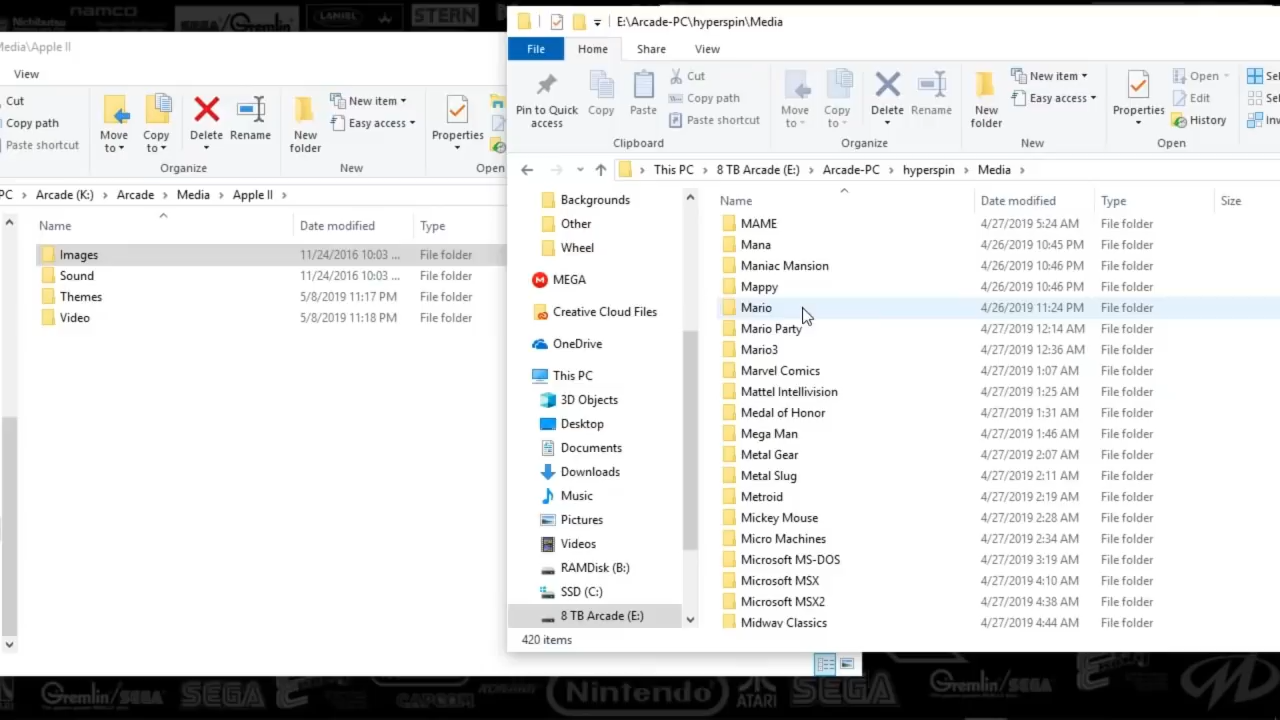 Nichibutsu
namco
SEGA/Gremlin
STERN
Media\Apple II
View
Cut
Copy path
Paste shortcut
Move to
Copy to
Delete
Rename
New folder
New item
Easy access
Properties
Organize
New
Open
PC > Arcade (K:) > Arcade > Media > Apple II >
Name Date modified Type
Images 11/24/2016 10:03 ... File folder
Sound 11/24/2016 10:03 ... File folder
Themes 5/8/2019 11:17 PM File folder
Video 5/8/2019 11:18 PM File folder
E:\Arcade-PC\hyperspin\Media
File Home Share View
Pin to Quick access
Copy
Paste
Cut
Copy path
Paste shortcut
Move to
Copy to
Delete
Rename
New folder
New item
Easy access
Properties
Open
Edit
History
Sel
Sel
Inv
Clipboard Organize New Open
> This PC > 8 TB Arcade (E:) > Arcade-PC > hyperspin > Media >
Backgrounds
Other
Wheel
MEGA
Creative Cloud Files
OneDrive
This PC
3D Objects
Desktop
Documents
Downloads
Music
Pictures
Videos
RAMDisk (B:)
SSD (C:)
8 TB Arcade (E:)
Name Date modified Type Size
MAME 4/27/2019 5:24 AM File folder
Mana 4/26/2019 10:45 PM File folder
Maniac Mansion 4/26/2019 10:46 PM File folder
Mappy 4/26/2019 10:46 PM File folder
Mario 4/26/2019 11:24 PM File folder
Mario Party 4/27/2019 12:14 AM File folder
Mario3 4/27/2019 12:36 AM File folder
Marvel Comics 4/27/2019 1:07 AM File folder
Mattel Intellivision 4/27/2019 1:25 AM File folder
Medal of Honor 4/27/2019 1:31 AM File folder
Mega Man 4/27/2019 1:46 AM File folder
Metal Gear 4/27/2019 2:07 AM File folder
Metal Slug 4/27/2019 2:11 AM File folder
Metroid 4/27/2019 2:19 AM File folder
Mickey Mouse 4/27/2019 2:28 AM File folder
Micro Machines 4/27/2019 2:34 AM File folder
Microsoft MS-DOS 4/27/2019 3:19 AM File folder
Microsoft MSX 4/27/2019 4:10 AM File folder
Microsoft MSX2 4/27/2019 4:38 AM File folder
Midway Classics 4/27/2019 4:44 AM File folder
420 items
Gremlin/SEGA
SEGA
CAPCOM
Nintendo
ATARI
SEGA
Gremlin/SEGA